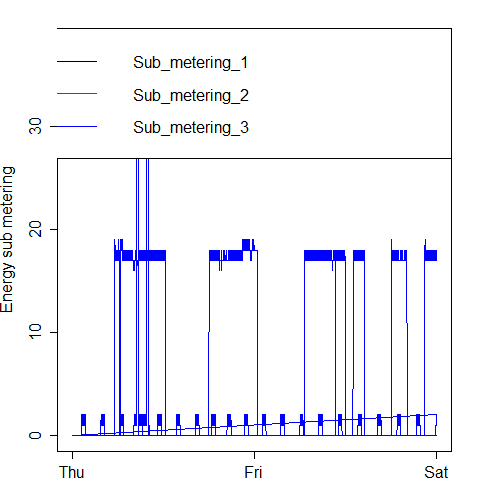 Sub_metering_1
Sub_metering_2
Sub_metering_3
Energy sub metering
30
20
10
0
Thu Fri Sat